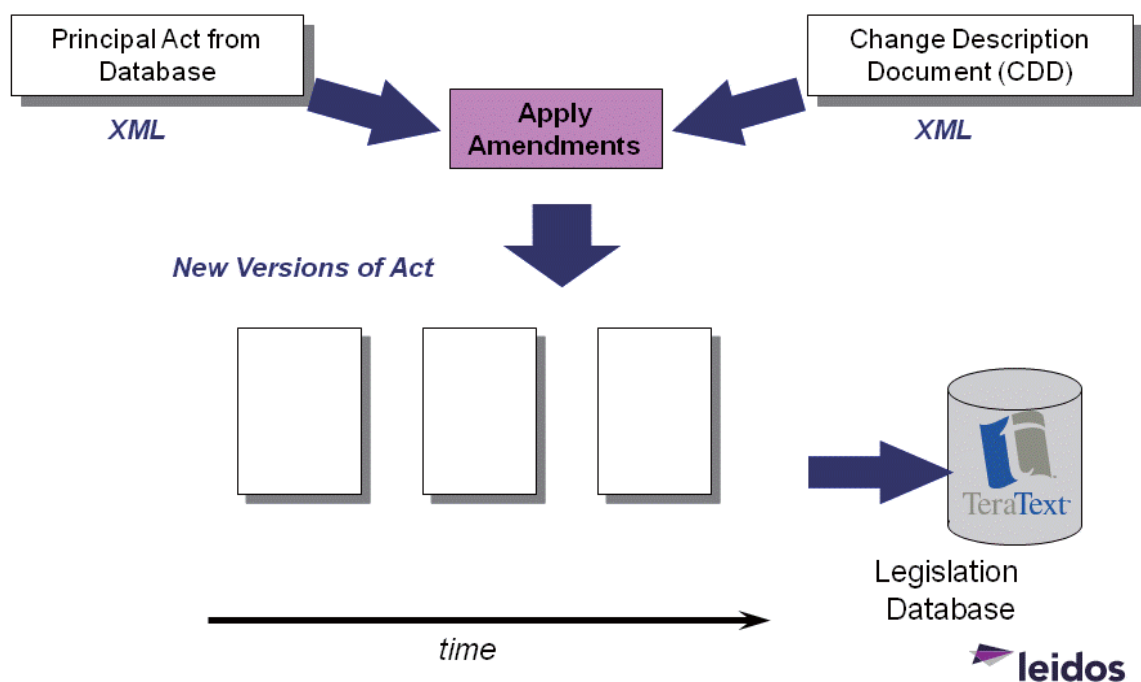 Principal Act from
Database
Change Description
Document (CDD)
XML
Apply
Amendments
XML
New Versions of Act
TeraText
Legislation
Database
time
leidos